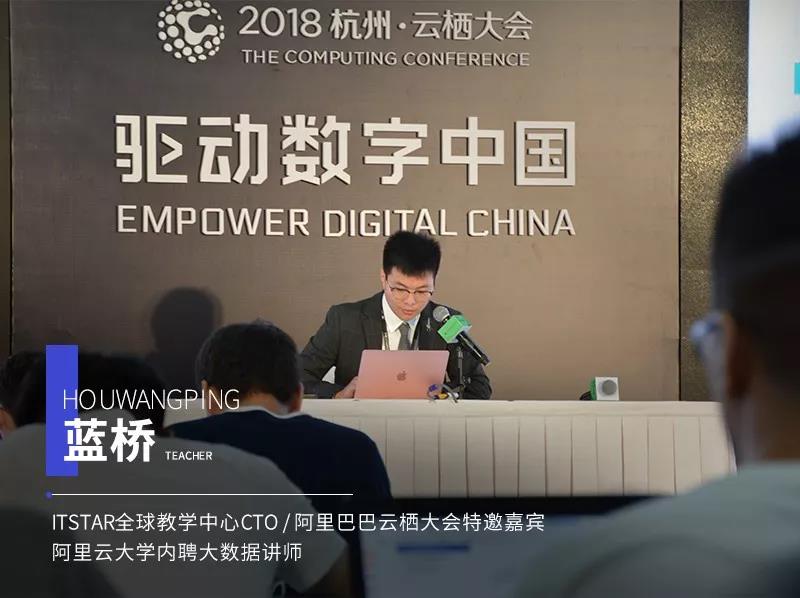 2018 杭州·云栖大会
THE COMPUTING CONFERENCE
驱动数字中国
EMPOWER DIGITAL CHINA
HOUWANGPING
蓝桥 TEACHER
ITSTAR全球教学中心CTO / 阿里巴巴云栖大会特邀嘉宾
阿里云大学内聘大数据讲师